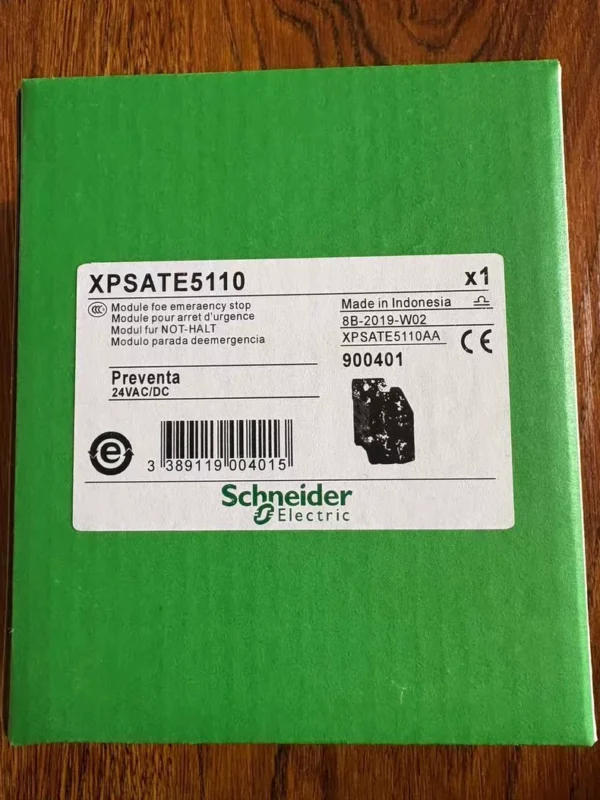 XPSATE5110 x1
Module foe emeraency stop
Module pour arret d'urgence
Modul fur NOT-HALT
Modulo parada deemergencia
Made in Indonesia
8B-2019-W02
XPSATE5110AA
CE
900401
Preventa
24VAC/DC
e
3 389119 004015
Schneider
Electric